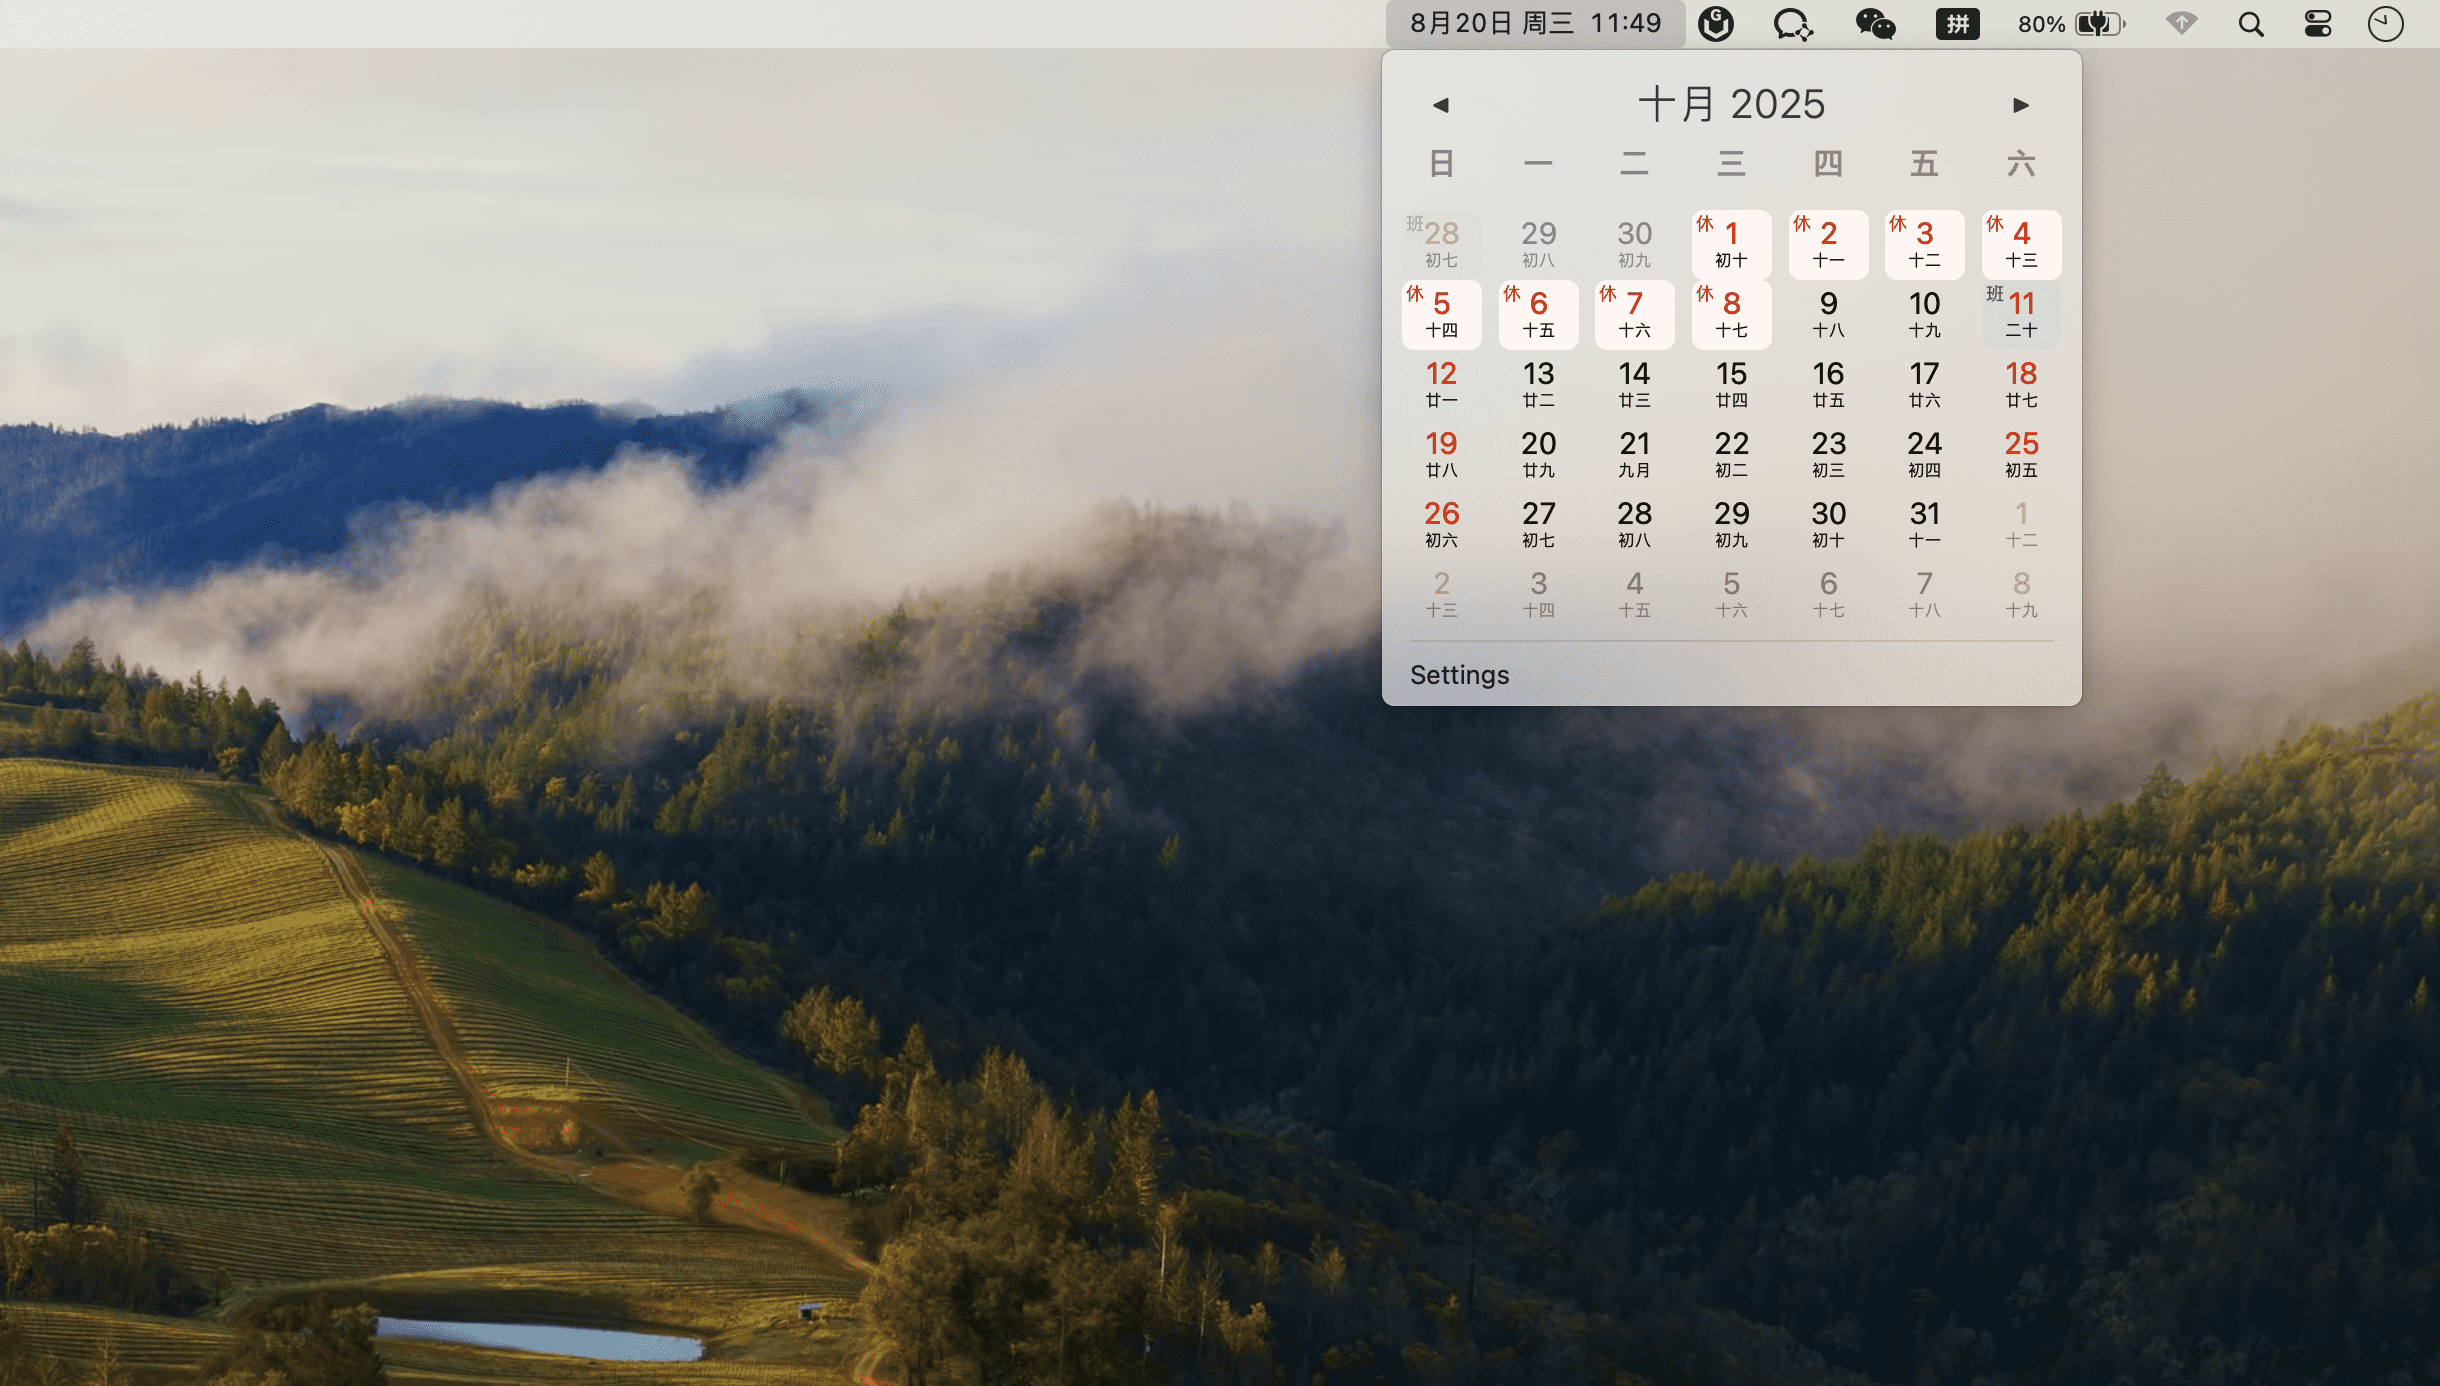 8月20日 周三 11:49 拼 80%
十月 2025
日 一 二 三 四 五 六
班 28 29 30 休 1 休 2 休 3 休 4
初七 初八 初九 初十 十一 十二 十三
休 5 休 6 休 7 休 8 9 10 班 11
十四 十五 十六 十七 十八 十九 二十
12 13 14 15 16 17 18
廿一 廿二 廿三 廿四 廿五 廿六 廿七
19 20 21 22 23 24 25
廿八 廿九 九月 初二 初三 初四 初五
26 27 28 29 30 31 1
初六 初七 初八 初九 初十 十一 十二
2 3 4 5 6 7 8
十三 十四 十五 十六 十七 十八 十九
Settings